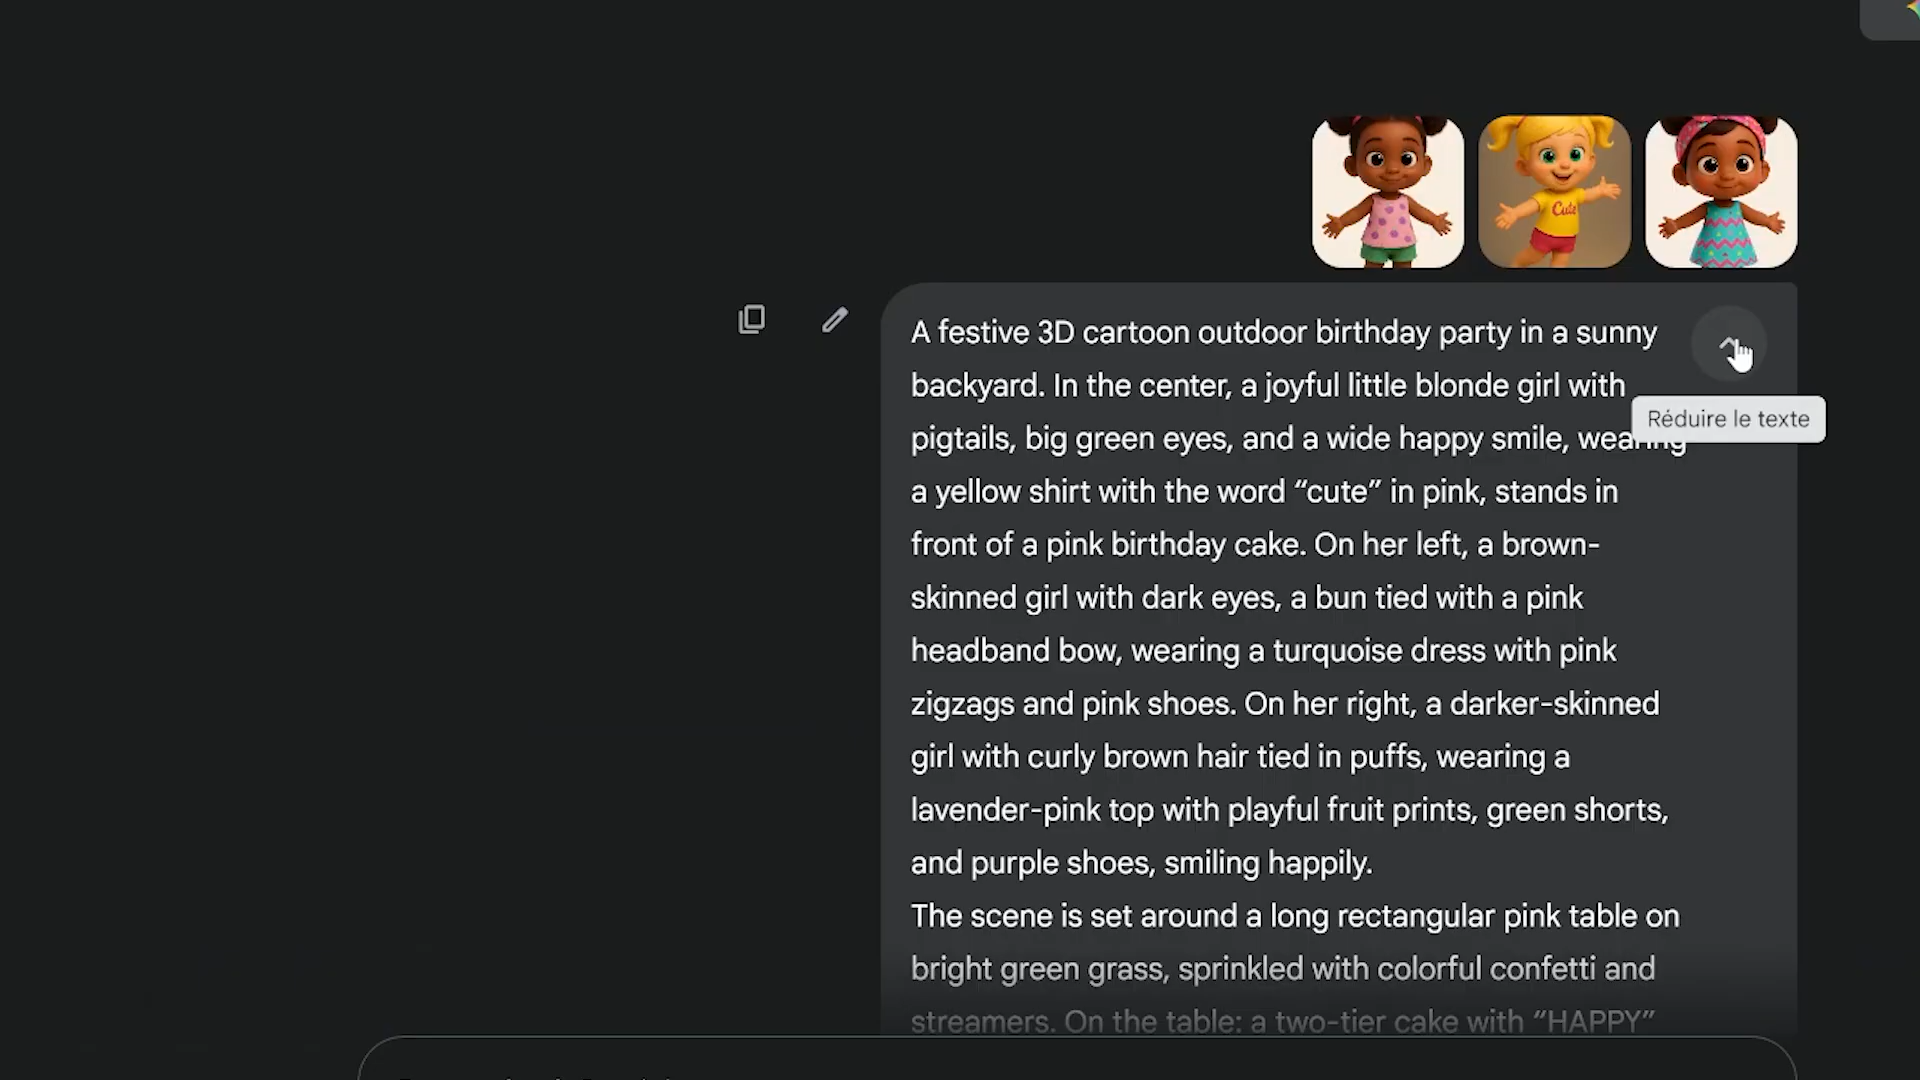 Cute
A festive 3D cartoon outdoor birthday party in a sunny
backyard. In the center, a joyful little blonde girl with
Réduire le texte
pigtails, big green eyes, and a wide happy smile, wearing
a yellow shirt with the word “cute” in pink, stands in
front of a pink birthday cake. On her left, a brown-
skinned girl with dark eyes, a bun tied with a pink
headband bow, wearing a turquoise dress with pink
zigzags and pink shoes. On her right, a darker-skinned
girl with curly brown hair tied in puffs, wearing a
lavender-pink top with playful fruit prints, green shorts,
and purple shoes, smiling happily.
The scene is set around a long rectangular pink table on
bright green grass, sprinkled with colorful confetti and
streamers. On the table: a two-tier cake with “HAPPY”